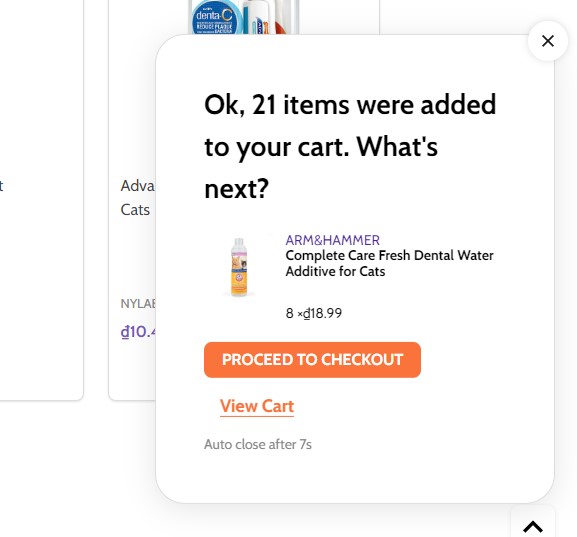 denta-C
REDUCE PLAQUE
t
Adva
Cats
NYLAB
₫10.4
Ok, 21 items were added
to your cart. What's
next?
ARM&HAMMER
Complete Care Fresh Dental Water
Additive for Cats
8 ×₫18.99
PROCEED TO CHECKOUT
View Cart
Auto close after 7s